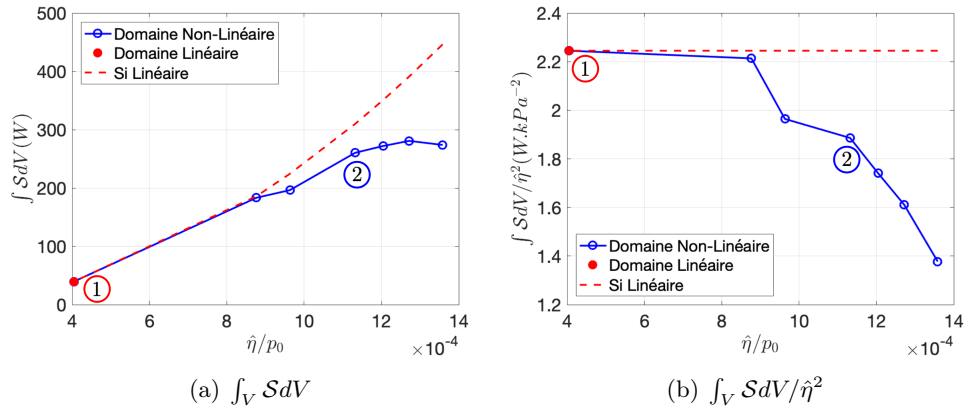 500
400
300
200
100
0
∫ SdV(W)
Domaine Non-Linéaire
Domaine Linéaire
Si Linéaire
1
2
4
6
8
10
12
14
η̂/p₀
×10⁻⁴
(a) ∫_V SdV
2.4
2.2
2
1.8
1.6
1.4
1.2
∫ SdV/η̂²(W.kPa⁻²)
1
2
Domaine Non-Linéaire
Domaine Linéaire
Si Linéaire
4
6
8
10
12
14
η̂/p₀
×10⁻⁴
(b) ∫_V SdV/η̂²